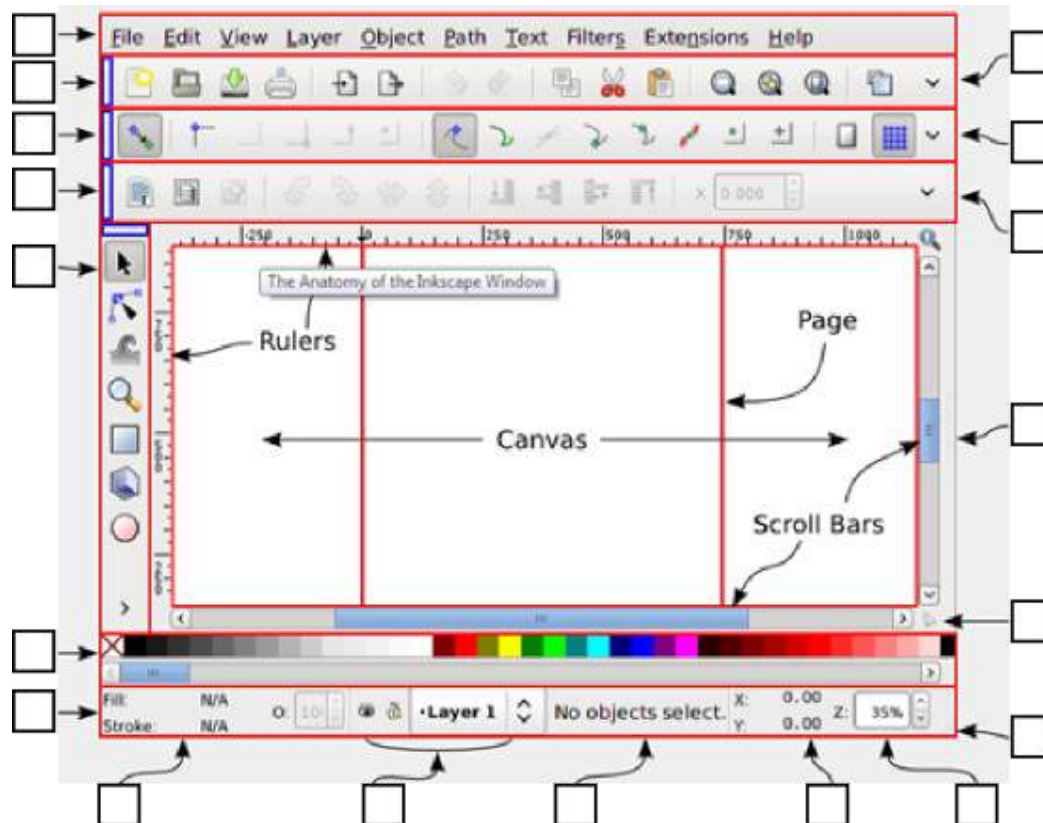 File Edit View Layer Object Path Text Filters Extensions Help
× 0.000
-250 0 250 500 750 1000
The Anatomy of the Inkscape Window
Rulers
Page
Canvas
Scroll Bars
Fill: N/A
Stroke: N/A
O:
•Layer 1
No objects select.
X: 0.00
Y: 0.00
Z: 35%